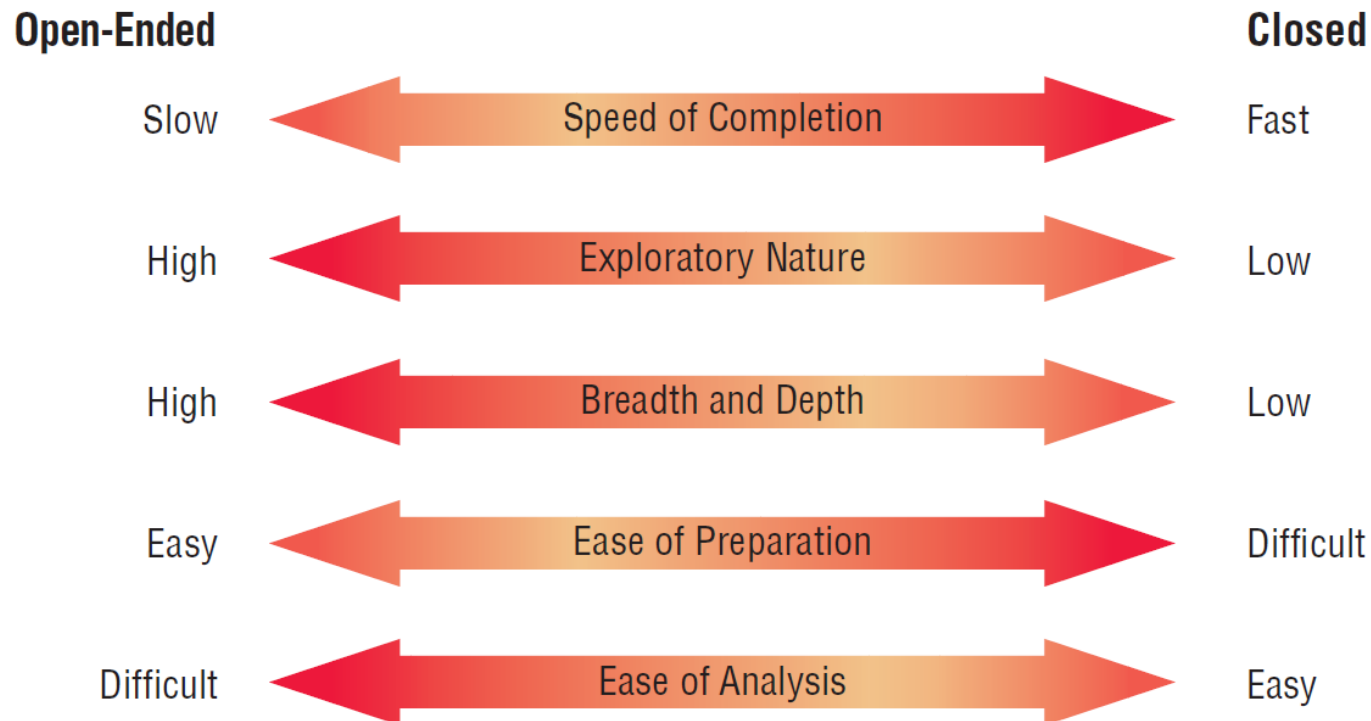 Open-Ended Closed
Slow Speed of Completion Fast
High Exploratory Nature Low
High Breadth and Depth Low
Easy Ease of Preparation Difficult
Difficult Ease of Analysis Easy